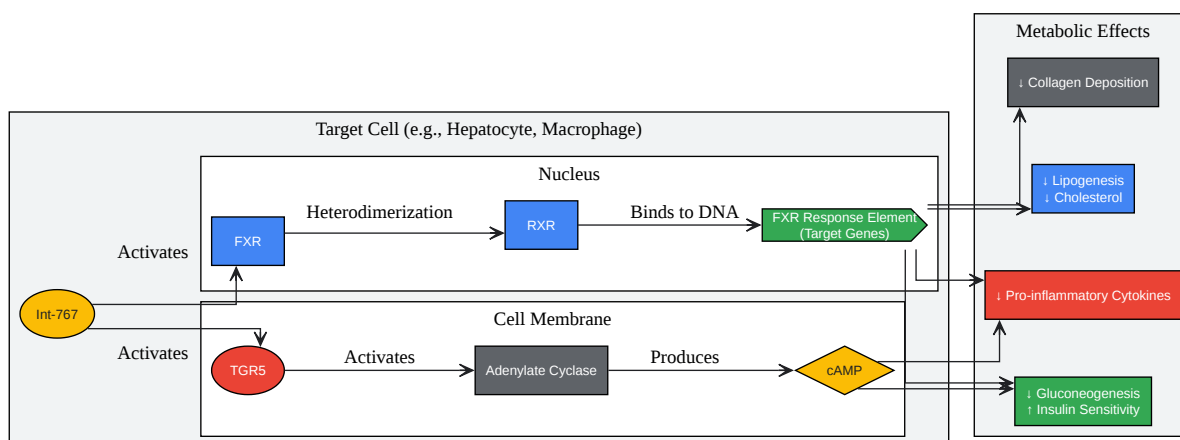 Metabolic Effects
↓ Collagen Deposition
Target Cell (e.g., Hepatocyte, Macrophage)
Nucleus
Heterodimerization
Binds to DNA
↓ Lipogenesis
↓ Cholesterol
FXR
RXR
FXR Response Element
(Target Genes)
Activates
Int-767
↓ Pro-inflammatory Cytokines
Cell Membrane
Activates
TGR5
Activates
Adenylate Cyclase
Produces
cAMP
↓ Gluconeogenesis
↑ Insulin Sensitivity